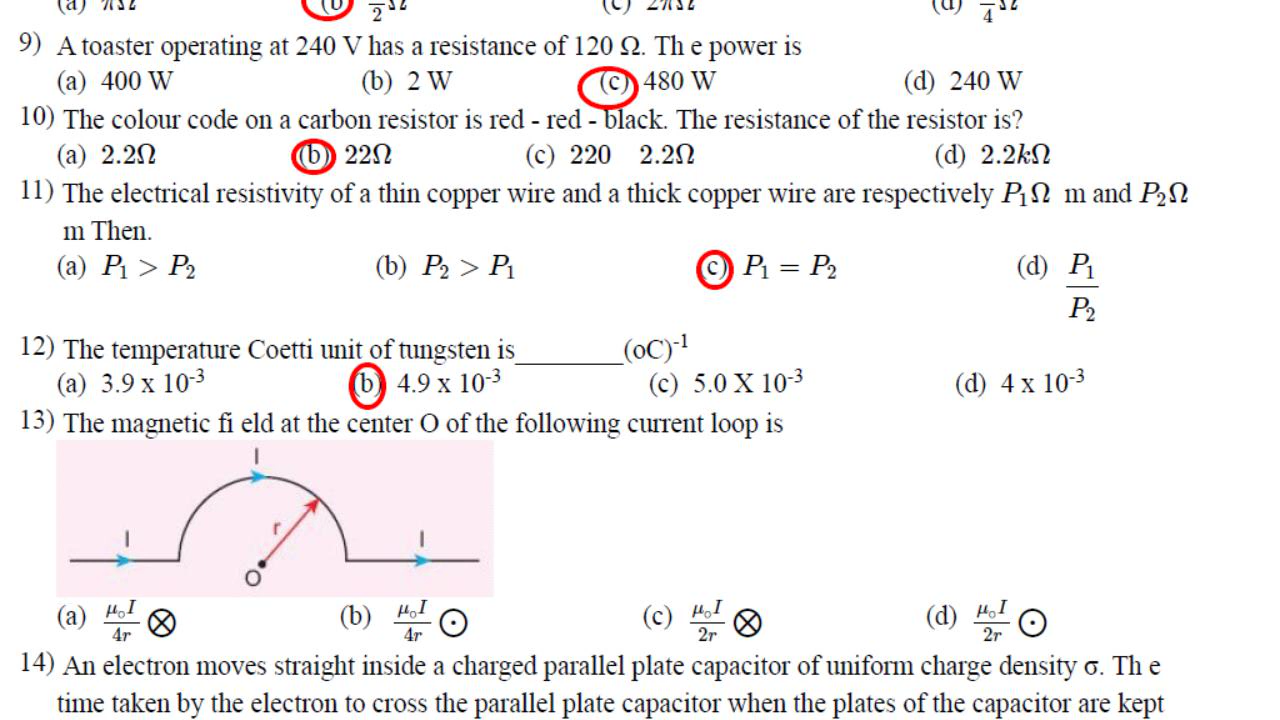 (a) πΩ (b) π/2 Ω (c) 2πΩ (d) π/4 Ω
9) A toaster operating at 240 V has a resistance of 120 Ω. Th e power is
(a) 400 W (b) 2 W (c) 480 W (d) 240 W
10) The colour code on a carbon resistor is red - red - black. The resistance of the resistor is?
(a) 2.2Ω (b) 22Ω (c) 220 2.2Ω (d) 2.2kΩ
11) The electrical resistivity of a thin copper wire and a thick copper wire are respectively P₁Ω m and P₂Ω
m Then.
(a) P₁ > P₂ (b) P₂ > P₁ (c) P₁ = P₂ (d) P₁/P₂
12) The temperature Coetti unit of tungsten is________(oC)⁻¹
(a) 3.9 x 10⁻³ (b) 4.9 x 10⁻³ (c) 5.0 X 10⁻³ (d) 4 x 10⁻³
13) The magnetic fi eld at the center O of the following current loop is
I
I r I
O
(a) μ₀I/4r ⊗ (b) μ₀I/4r ⊙ (c) μ₀I/2r ⊗ (d) μ₀I/2r ⊙
14) An electron moves straight inside a charged parallel plate capacitor of uniform charge density σ. Th e
time taken by the electron to cross the parallel plate capacitor when the plates of the capacitor are kept